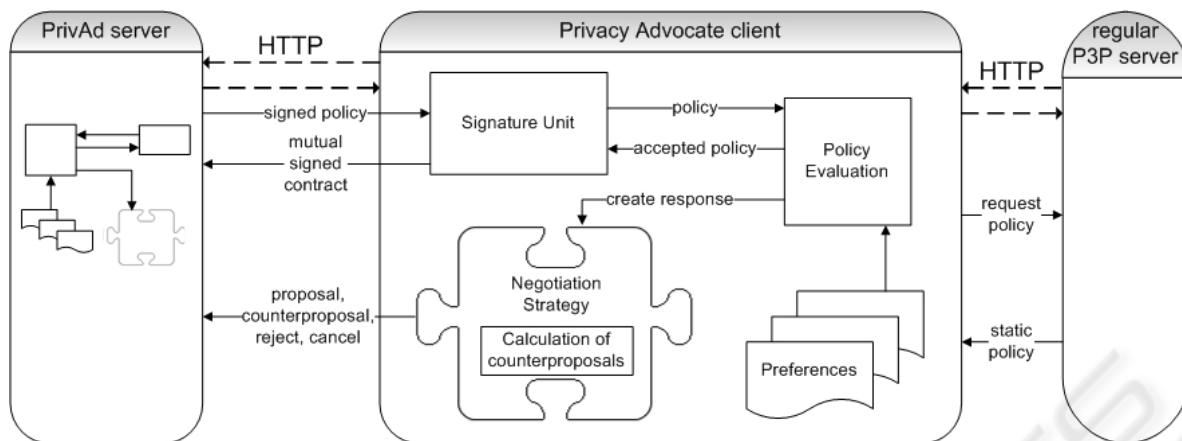 PrivAd server
Privacy Advocate client
regular
P3P server
HTTP
HTTP
signed policy
Signature Unit
policy
mutual
signed
contract
accepted policy
Policy
Evaluation
create response
request
policy
Negotiation
Strategy
proposal,
counterproposal,
reject, cancel
Calculation of
counterproposals
Preferences
static
policy